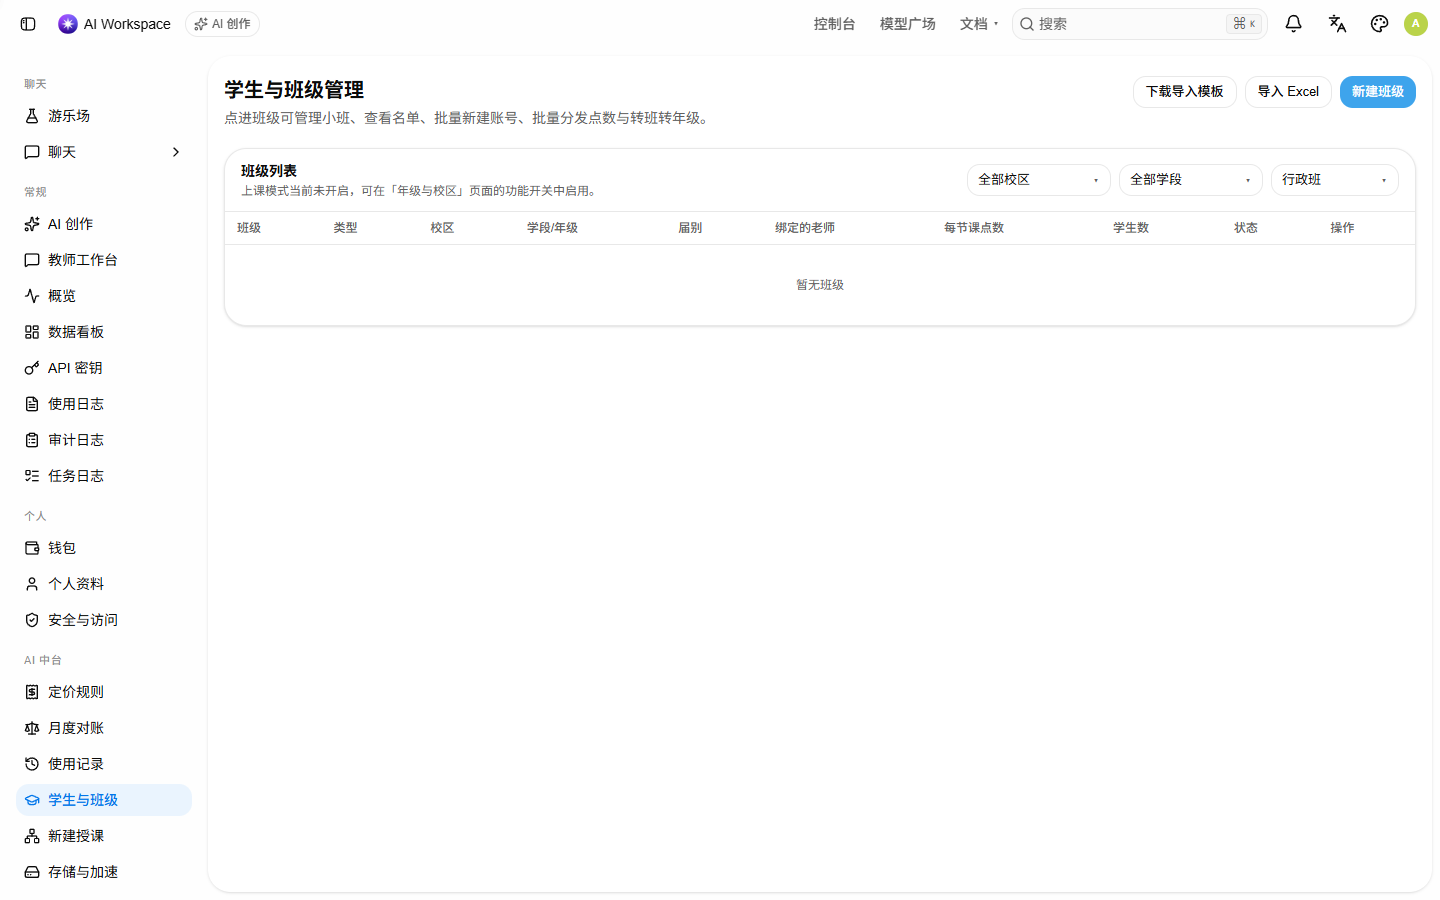 AI Workspace
AI 创作
控制台
模型广场
文档
搜索
⌘ K
A
聊天
游乐场
聊天
常规
AI 创作
教师工作台
概览
数据看板
API 密钥
使用日志
审计日志
任务日志
个人
钱包
个人资料
安全与访问
AI 中台
定价规则
月度对账
使用记录
学生与班级
新建授课
存储与加速
学生与班级管理
点进班级可管理小班、查看名单、批量新建账号、批量分发点数与转班转年级。
下载导入模板
导入 Excel
新建班级
班级列表
上课模式当前未开启，可在「年级与校区」页面的功能开关中启用。
全部校区
全部学段
行政班
班级 类型 校区 学段/年级 届别 绑定的老师 每节课点数 学生数 状态 操作
暂无班级